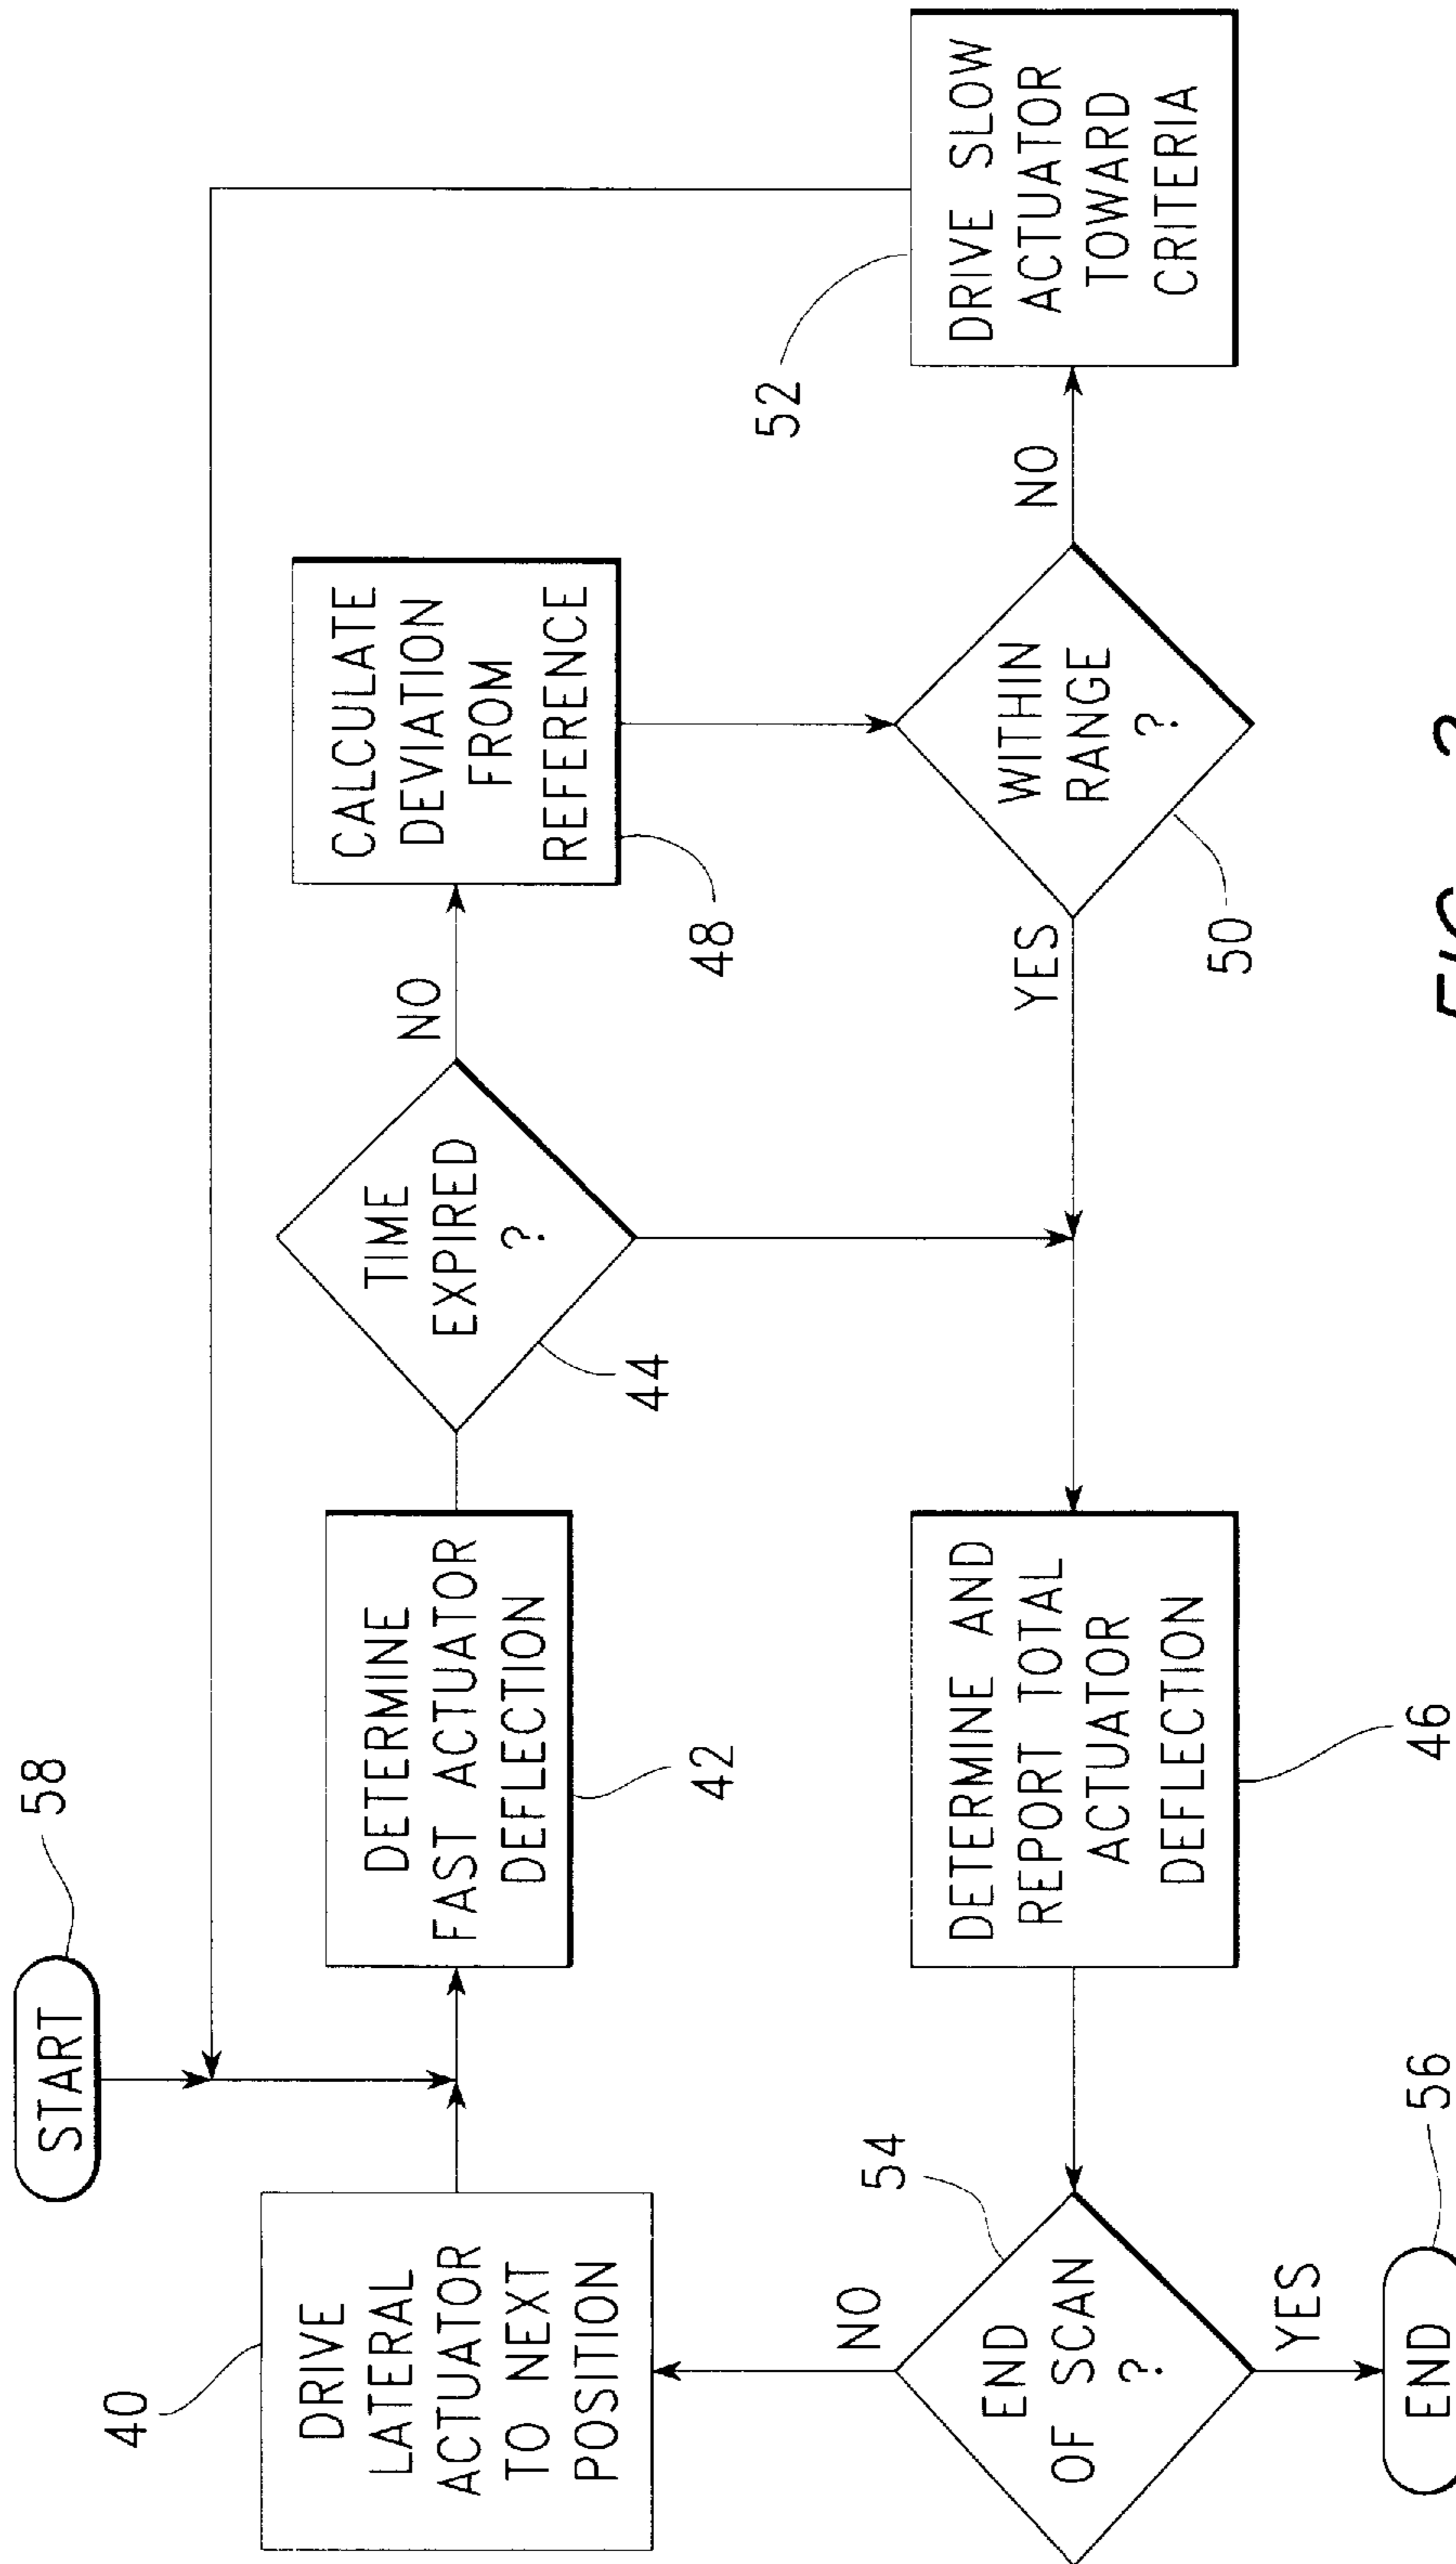 START
58
DRIVE
LATERAL
ACTUATOR
TO NEXT
POSITION
40
DETERMINE
FAST ACTUATOR
DEFLECTION
42
TIME
EXPIRED
?
44
NO
CALCULATE
DEVIATION
FROM
REFERENCE
48
WITHIN
RANGE
?
50
YES
NO
DRIVE SLOW
ACTUATOR
TOWARD
CRITERIA
52
DETERMINE AND
REPORT TOTAL
ACTUATOR
DEFLECTION
46
END
OF SCAN
?
54
NO
YES
END
56